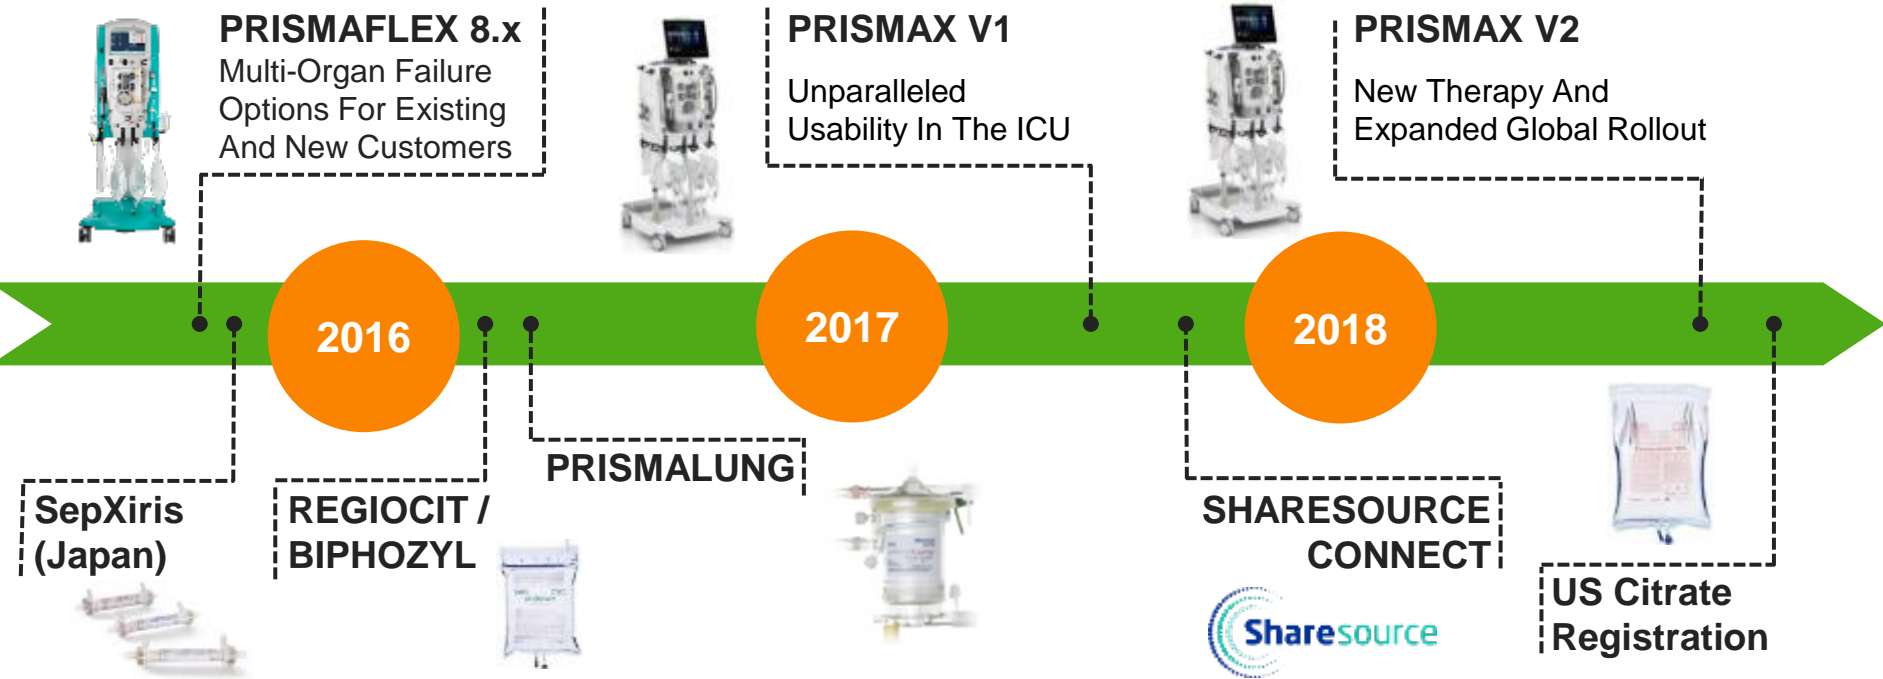 PRISMAFLEX 8.x
Multi-Organ Failure
Options For Existing
And New Customers
PRISMAX V1
Unparalleled
Usability In The ICU
PRISMAX V2
New Therapy And
Expanded Global Rollout
2016
2017
2018
SepXiris
(Japan)
REGIOCIT /
BIPHOZYL
PRISMALUNG
SHARESOURCE
CONNECT
Sharesource
US Citrate
Registration